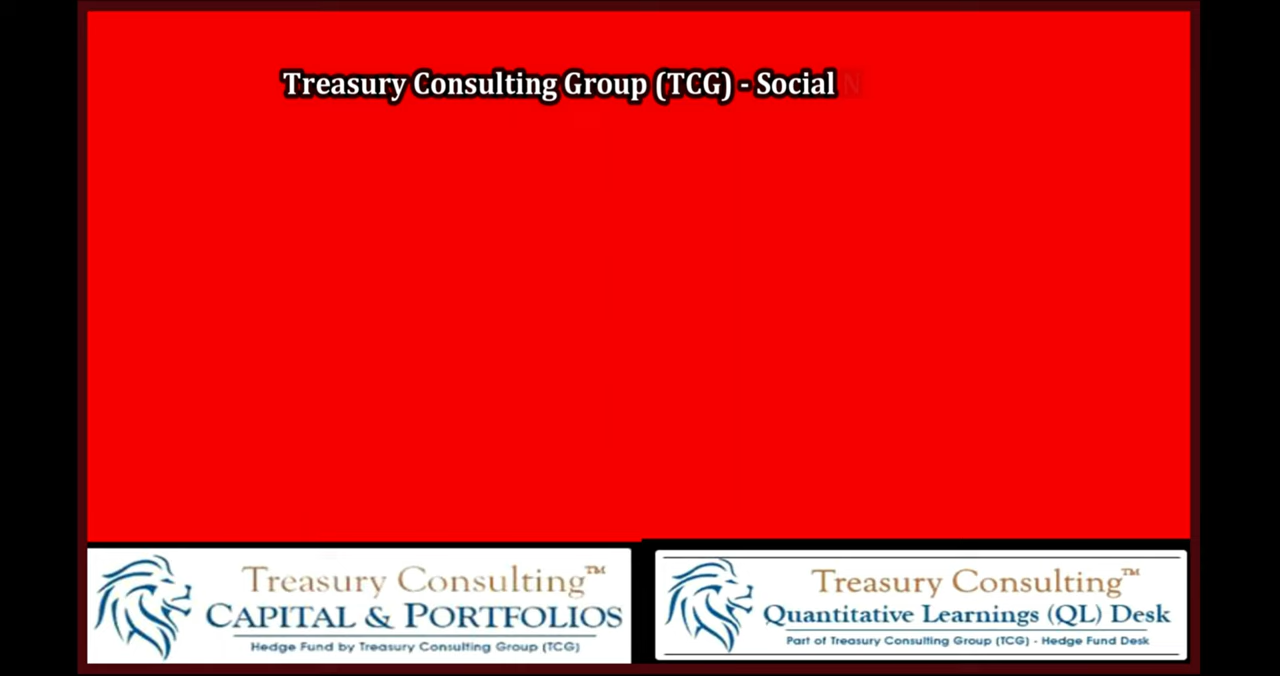 Treasury Consulting Group (TCG) - Social N
Treasury Consulting™
CAPITAL & PORTFOLIOS
Hedge Fund by Treasury Consulting Group (TCG)
Treasury Consulting™
Quantitative Learnings (QL) Desk
Part of Treasury Consulting Group (TCG) - Hedge Fund Desk